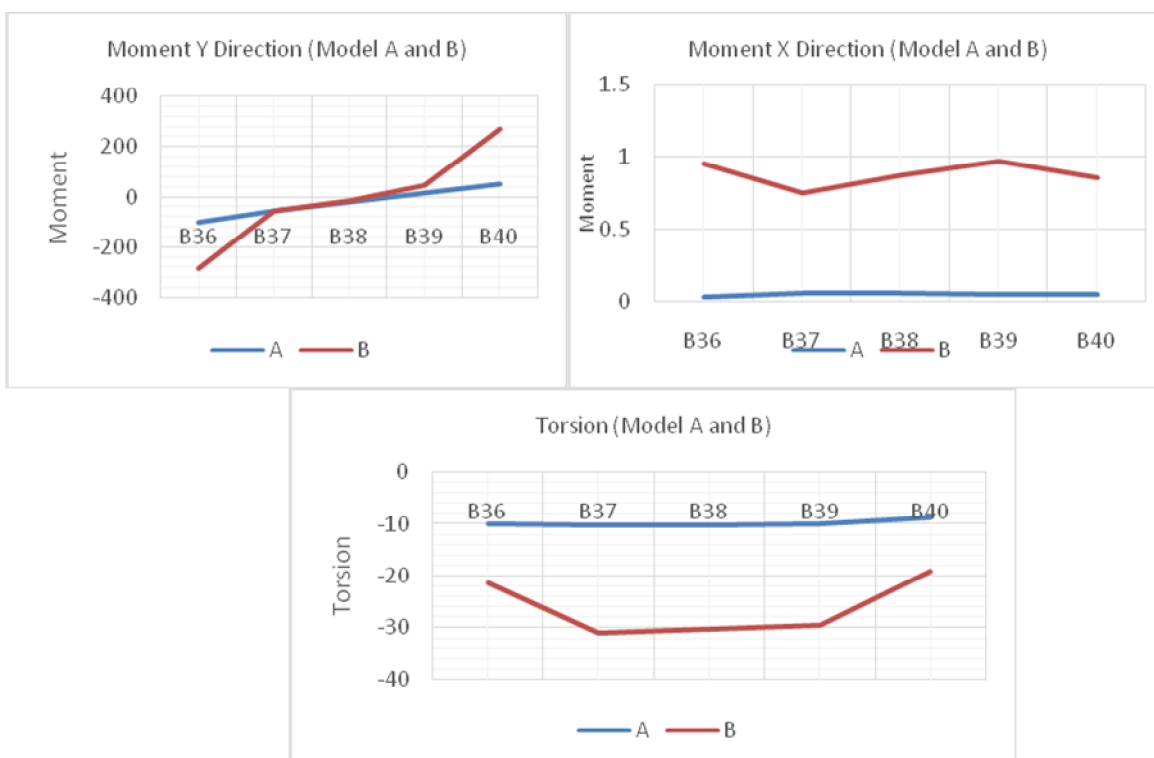 Moment Y Direction (Model A and B)
400
200
0
-200
-400
Moment
B36 B37 B38 B39 B40
A B
Moment X Direction (Model A and B)
1.5
1
0.5
0
Moment
B36 B37 B38 B39 B40
A B
Torsion (Model A and B)
0
-10
-20
-30
-40
Torsion
B36 B37 B38 B39 B40
A B